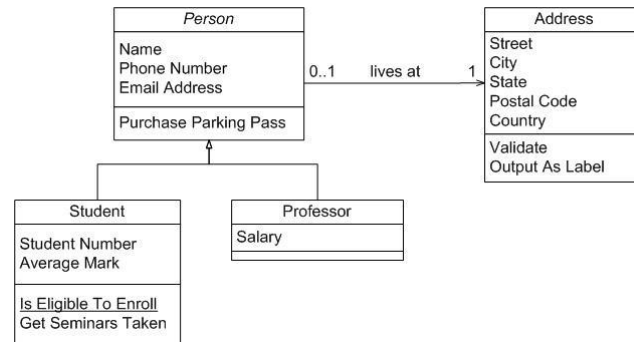 Person
Name
Phone Number
Email Address
Purchase Parking Pass
0..1 lives at 1
Address
Street
City
State
Postal Code
Country
Validate
Output As Label
Student
Student Number
Average Mark
Is Eligible To Enroll
Get Seminars Taken
Professor
Salary